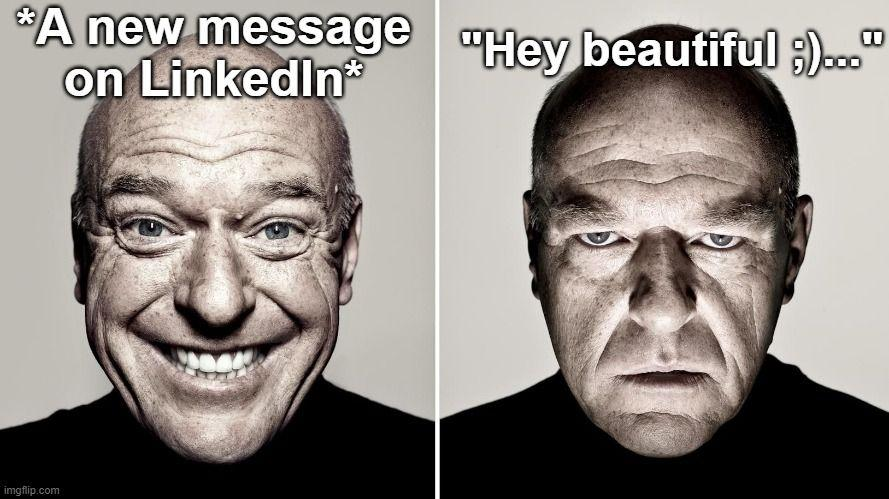 *A new message
on LinkedIn*
"Hey beautiful ;)..."
imgflip.com